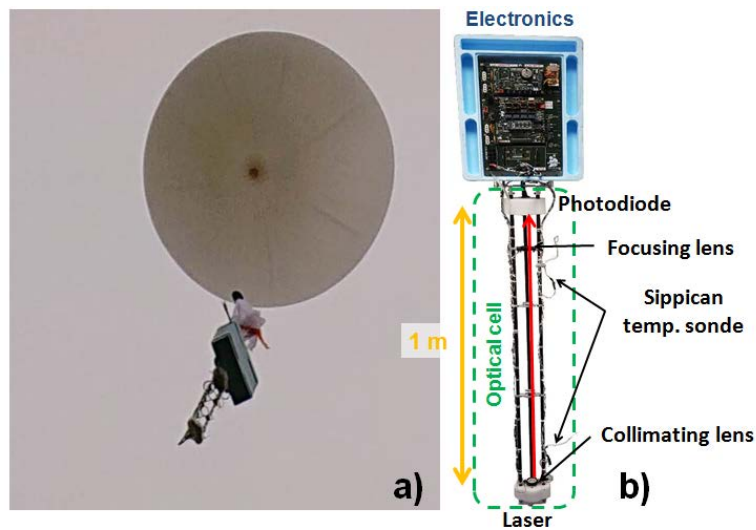 Electronics
Photodiode
Focusing lens
Sippican
temp. sonde
1 m
Optical cell
Collimating lens
a)
b)
Laser